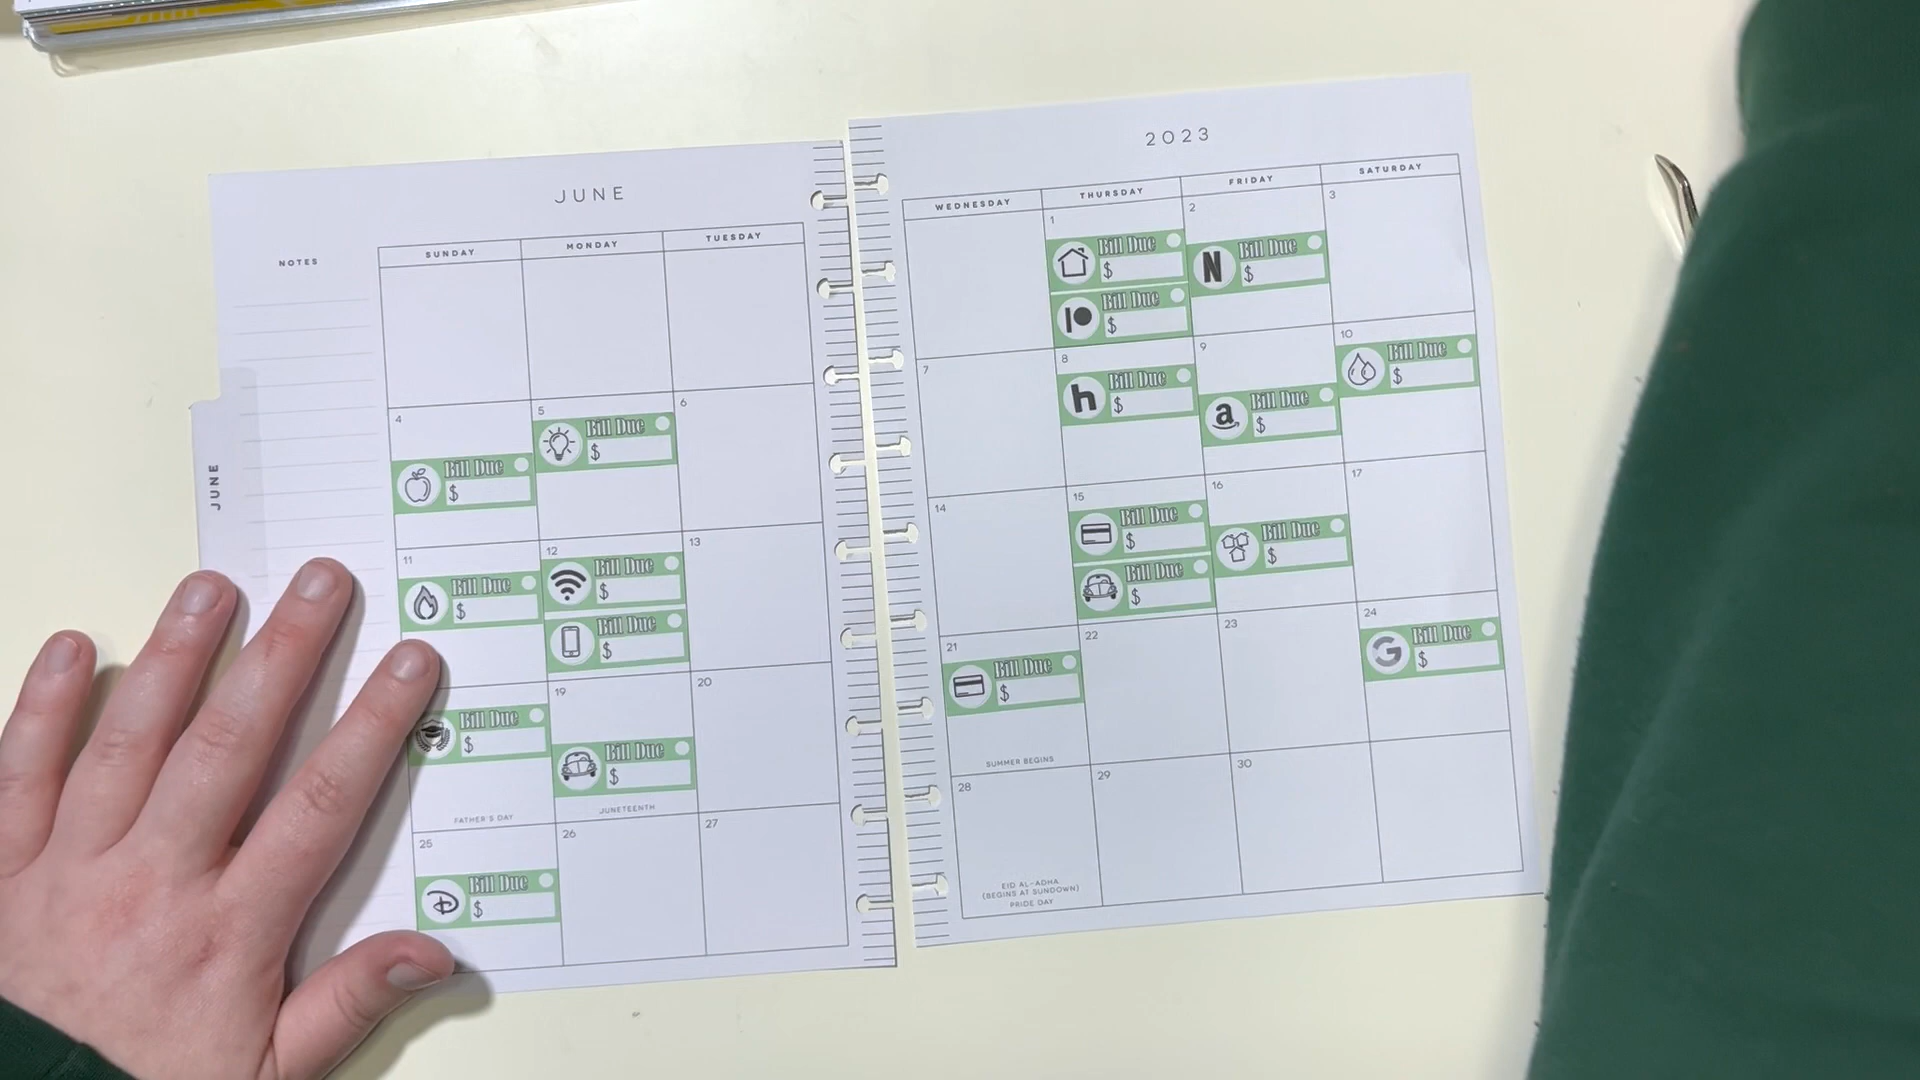 JUNE
NOTES
SUNDAY MONDAY TUESDAY
4 5 6
Bill Due
$
Bill Due
$
11 12 13
Bill Due
$
Bill Due
$
Bill Due
$
19 20
Bill Due
$
Bill Due
$
FATHER'S DAY
JUNETEENTH
25 26 27
Bill Due
$
JUNE
2023
WEDNESDAY THURSDAY FRIDAY SATURDAY
1 2 3
Bill Due
$
Bill Due
$
N Bill Due
$
7 8 9 10
h Bill Due
$
a Bill Due
$
Bill Due
$
14 15 16 17
Bill Due
$
Bill Due
$
Bill Due
$
21 22 23 24
Bill Due
$
G Bill Due
$
SUMMER BEGINS
28 29 30
D
EID AL-ADHA
(BEGINS AT SUNDOWN)
PRIDE DAY